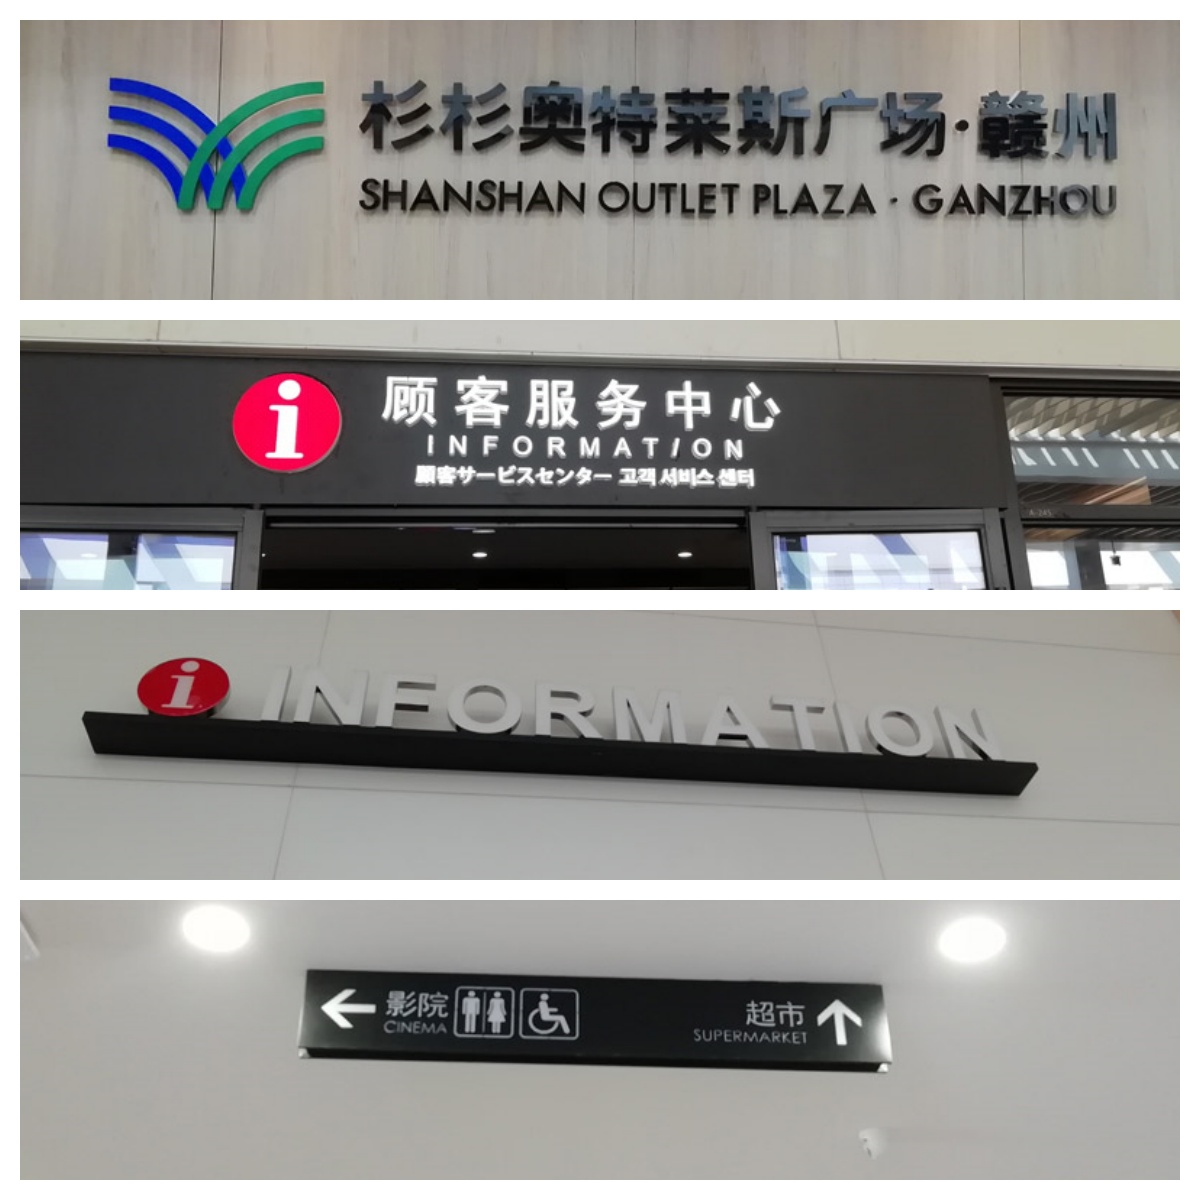 杉杉奥特莱斯广场·赣州
SHANSHAN OUTLET PLAZA · GANZHOU
i
顾客服务中心
INFORMATION
顧客サービスセンター 고객 서비스 센터
A-245
i
INFORMATION
影院
CINEMA
超市
SUPERMARKET